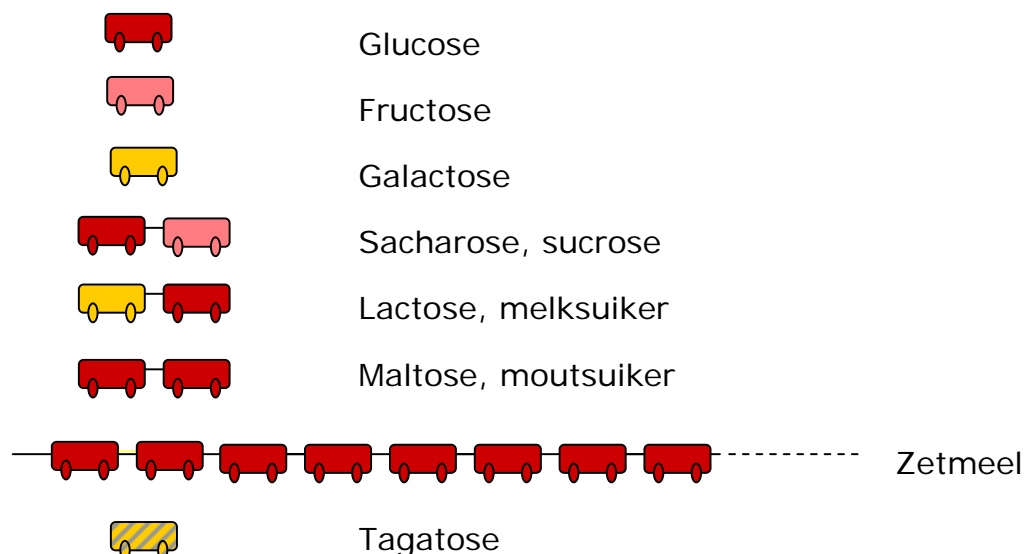 Glucose
Fructose
Galactose
Sacharose, sucrose
Lactose, melksuiker
Maltose, moutsuiker
Zetmeel
Tagatose